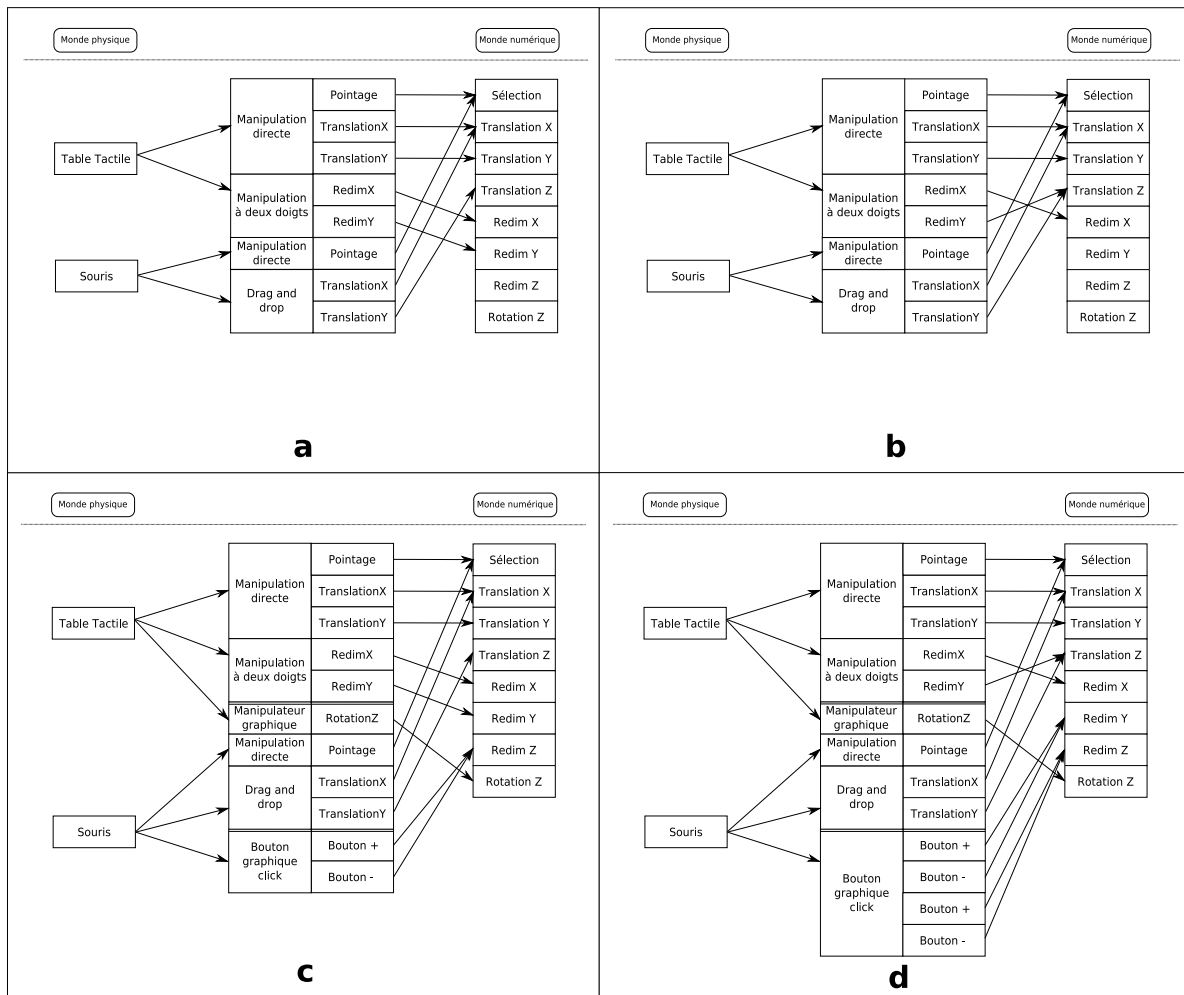 Monde physique
Monde numérique
Table Tactile
Souris
Manipulation
directe
Manipulation
à deux doigts
Manipulation
directe
Drag and
drop
Pointage
TranslationX
TranslationY
RedimX
RedimY
Pointage
TranslationX
TranslationY
Sélection
Translation X
Translation Y
Translation Z
Redim X
Redim Y
Redim Z
Rotation Z
a
Monde physique
Monde numérique
Table Tactile
Souris
Manipulation
directe
Manipulation
à deux doigts
Manipulation
directe
Drag and
drop
Pointage
TranslationX
TranslationY
RedimX
RedimY
Pointage
TranslationX
TranslationY
Sélection
Translation X
Translation Y
Translation Z
Redim X
Redim Y
Redim Z
Rotation Z
b
Monde physique
Monde numérique
Table Tactile
Souris
Manipulation
directe
Manipulation
à deux doigts
Manipulateur
graphique
Manipulation
directe
Drag and
drop
Bouton
graphique
click
Pointage
TranslationX
TranslationY
RedimX
RedimY
RotationZ
Pointage
TranslationX
TranslationY
Bouton +
Bouton -
Sélection
Translation X
Translation Y
Translation Z
Redim X
Redim Y
Redim Z
Rotation Z
c
Monde physique
Monde numérique
Table Tactile
Souris
Manipulation
directe
Manipulation
à deux doigts
Manipulateur
graphique
Manipulation
directe
Drag and
drop
Bouton
graphique
click
Pointage
TranslationX
TranslationY
RedimX
RedimY
RotationZ
Pointage
TranslationX
TranslationY
Bouton +
Bouton -
Bouton +
Bouton -
Sélection
Translation X
Translation Y
Translation Z
Redim X
Redim Y
Redim Z
Rotation Z
d